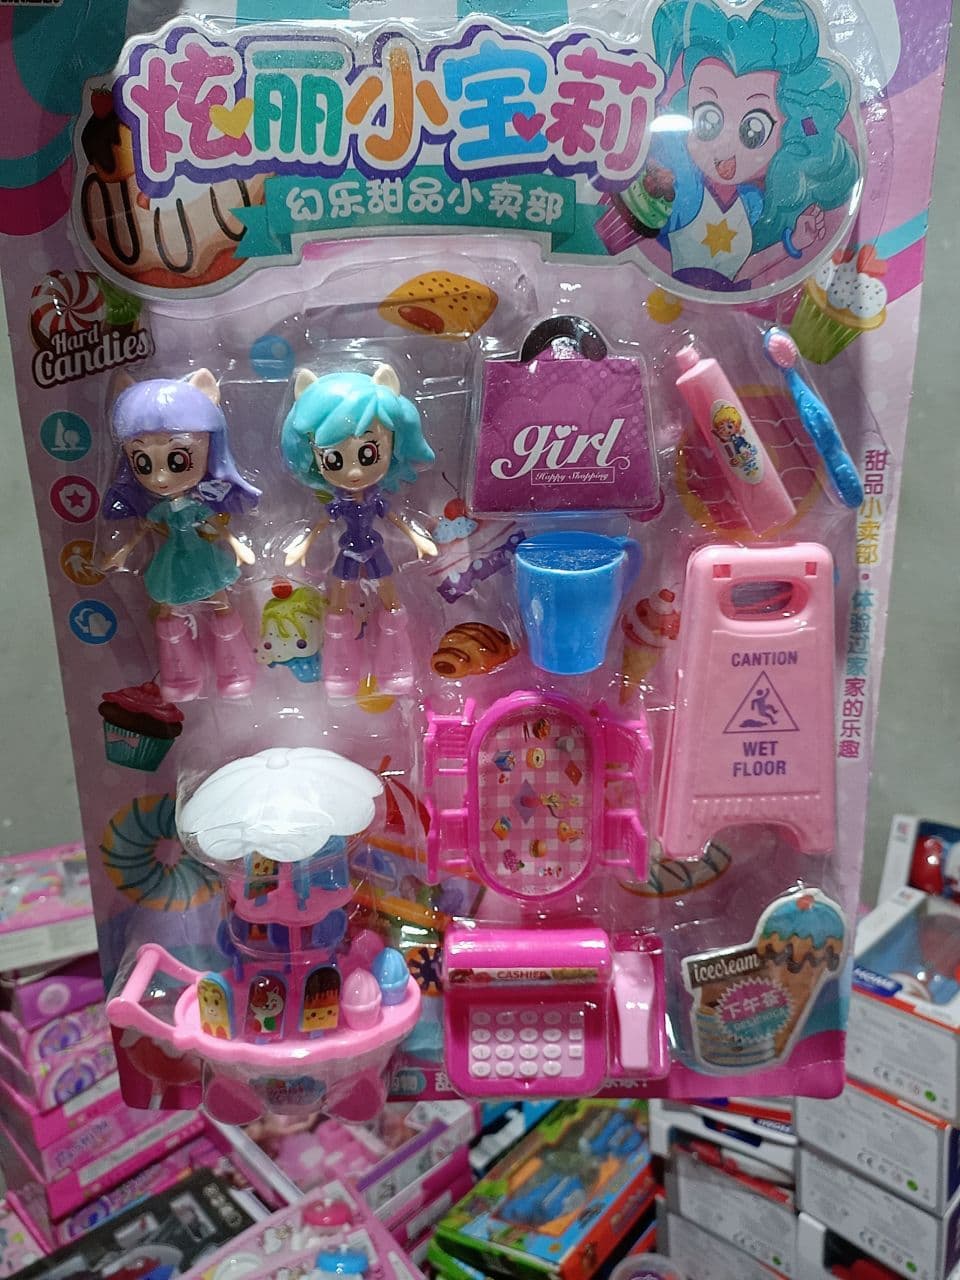 炫丽小宝莉
幻乐甜品小卖部
Hard
Candies
girl
Happy Shopping
甜品小卖部·体验过家家的乐趣
CANTION
WET
FLOOR
CASHIER
icecream
下午茶